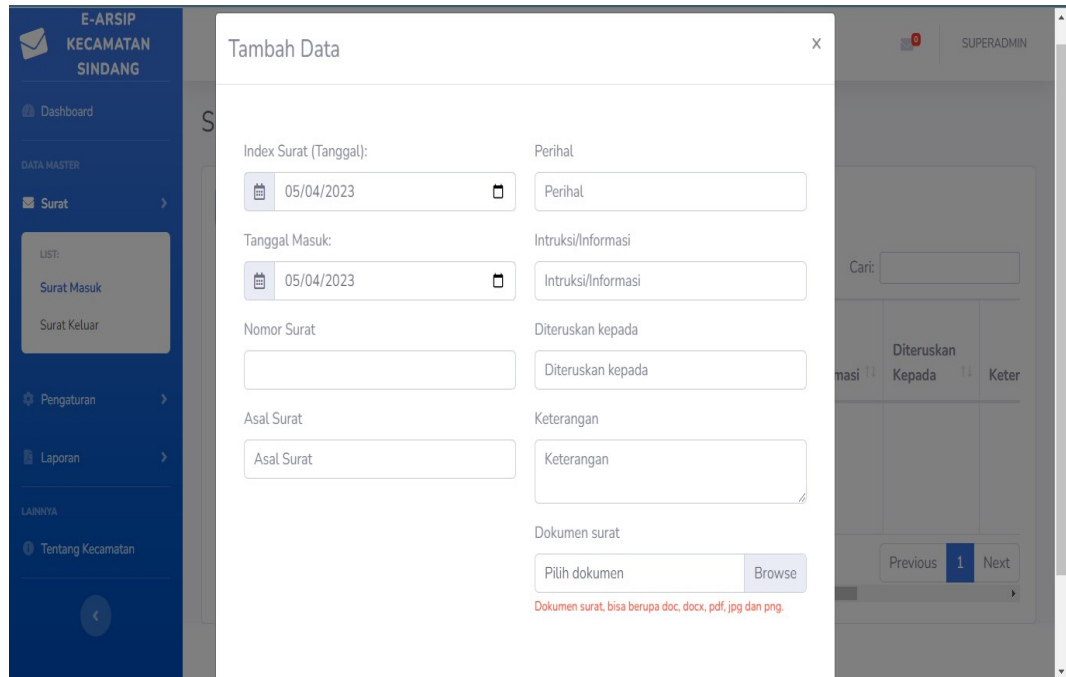 E-ARSIP
KECAMATAN
SINDANG
Dashboard
DATA MASTER
Surat
LIST:
Surat Masuk
Surat Keluar
Pengaturan
Laporan
LAINNYA
Tentang Kecamatan
Tambah Data
X
Index Surat (Tanggal):
05/04/2023
Tanggal Masuk:
05/04/2023
Nomor Surat
Asal Surat
Asal Surat
Perihal
Perihal
Intruksi/Informasi
Intruksi/Informasi
Diteruskan kepada
Diteruskan kepada
Keterangan
Keterangan
Dokumen surat
Pilih dokumen Browse
Dokumen surat, bisa berupa doc, docx, pdf, jpg dan png.
0
SUPERADMIN
S
Cari:
masi
Diteruskan
Kepada
Keter
Previous 1 Next